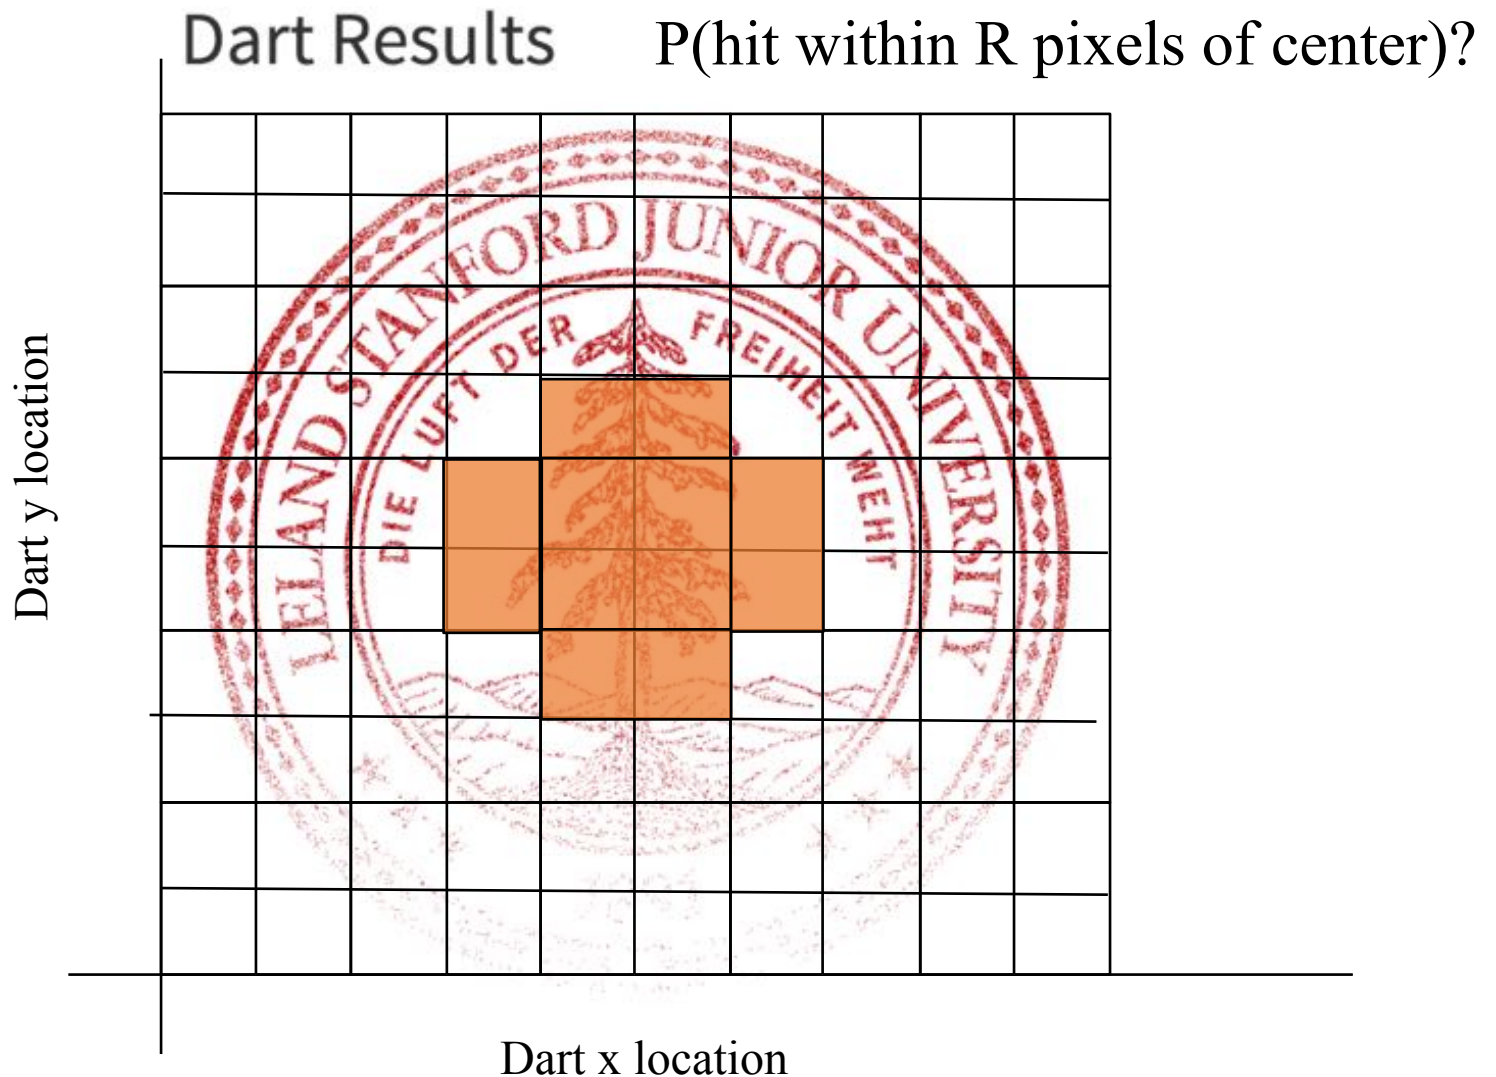 Dart Results
P(hit within R pixels of center)?
LELAND STANFORD JUNIOR UNIVERSITY
DIE LUFT DER FREIHEIT WEHT
Dart y location
Dart x location